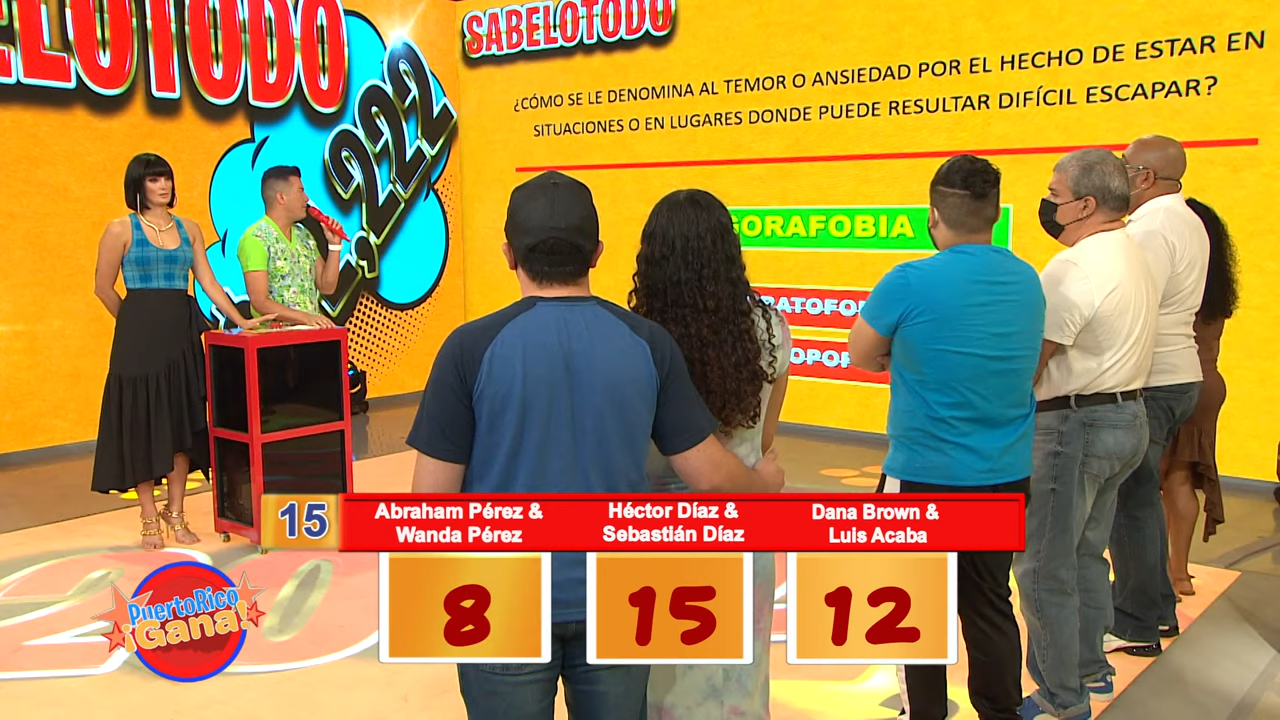 SABELOTODO
,222
¿CÓMO SE LE DENOMINA AL TEMOR O ANSIEDAD POR EL HECHO DE ESTAR EN
SITUACIONES O EN LUGARES DONDE PUEDE RESULTAR DIFÍCIL ESCAPAR?
GORAFOBIA
15
Abraham Pérez &
Wanda Pérez
Héctor Díaz &
Sebastián Díaz
Dana Brown &
Luis Acaba
8
15
12
PuertoRico
¡Gana!